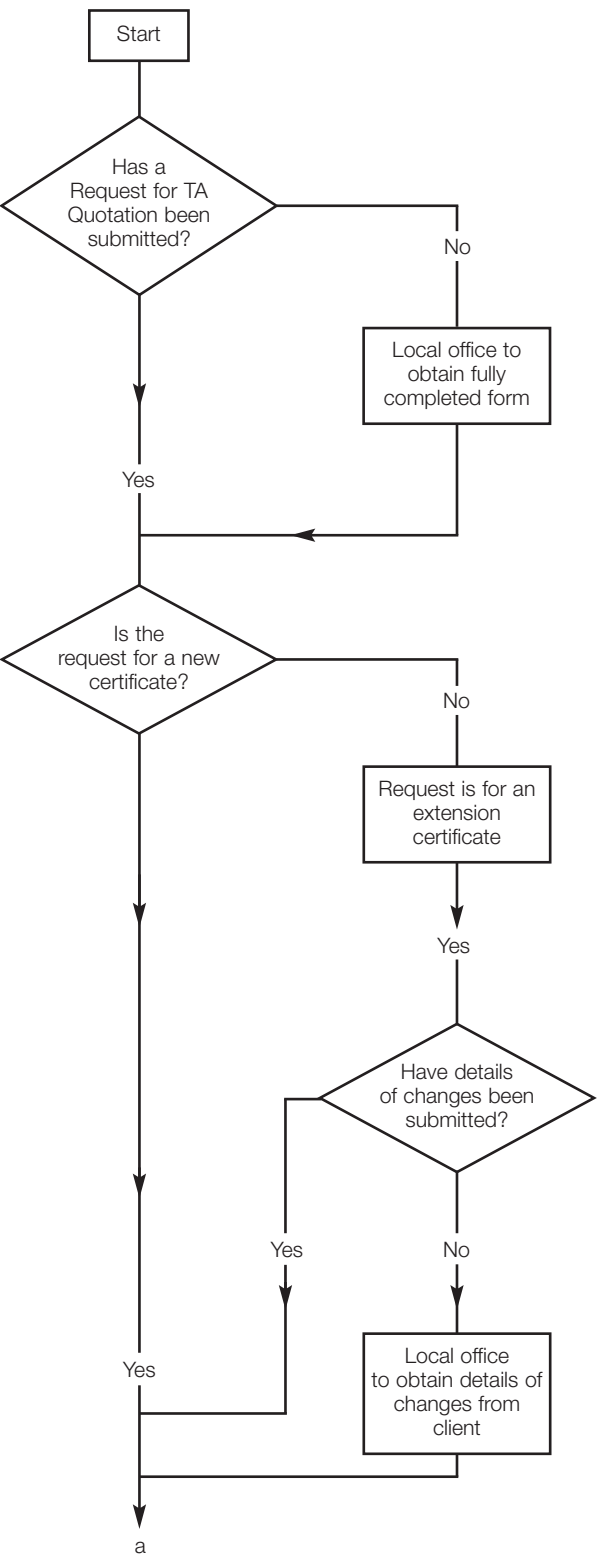 Start
Has a
Request for TA
Quotation been
submitted?
No
Local office to
obtain fully
completed form
Yes
Is the
request for a new
certificate?
No
Request is for an
extension
certificate
Yes
Have details
of changes been
submitted?
Yes
No
Local office
to obtain details of
changes from
client
Yes
a